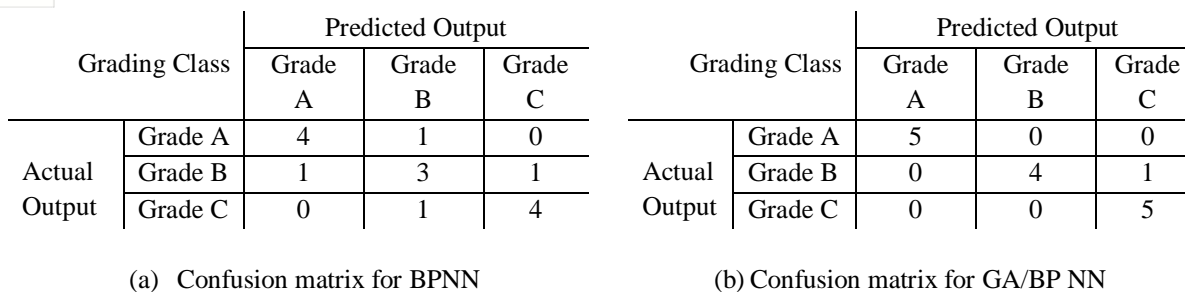 Predicted Output
Grading Class Grade A Grade B Grade C
Actual Output Grade A 4 1 0
Grade B 1 3 1
Grade C 0 1 4
(a) Confusion matrix for BPNN
Predicted Output
Grading Class Grade A Grade B Grade C
Actual Output Grade A 5 0 0
Grade B 0 4 1
Grade C 0 0 5
(b) Confusion matrix for GA/BP NN